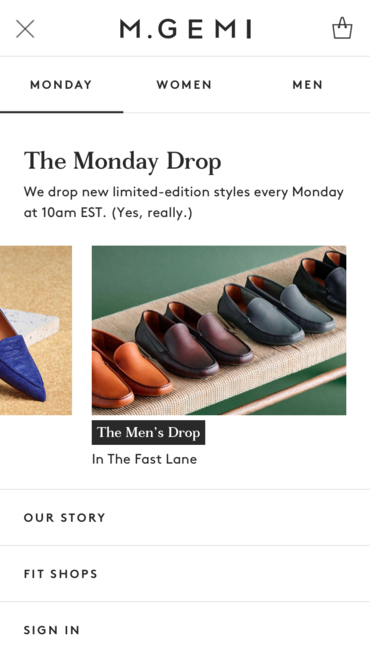 M.GEMI
MONDAY
WOMEN
MEN
The Monday Drop
We drop new limited-edition styles every Monday
at 10am EST. (Yes, really.)
The Men's Drop
In The Fast Lane
OUR STORY
FIT SHOPS
SIGN IN